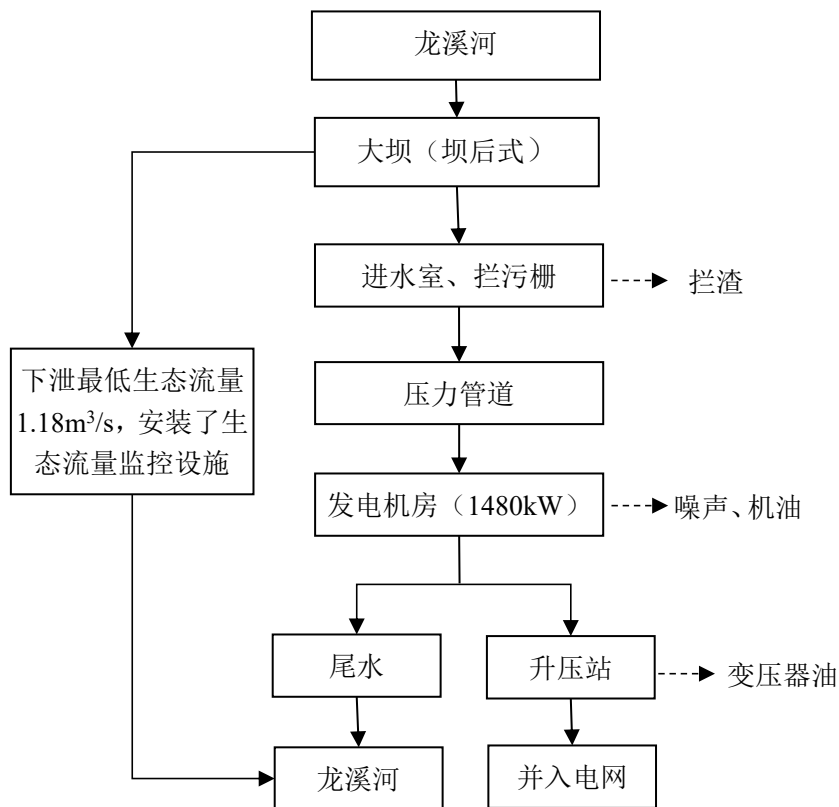 龙溪河
大坝（坝后式）
进水室、拦污栅
拦渣
下泄最低生态流量
1.18m³/s，安装了生
态流量监控设施
压力管道
发电机房（1480kW）
噪声、机油
尾水
升压站
变压器油
龙溪河
并入电网